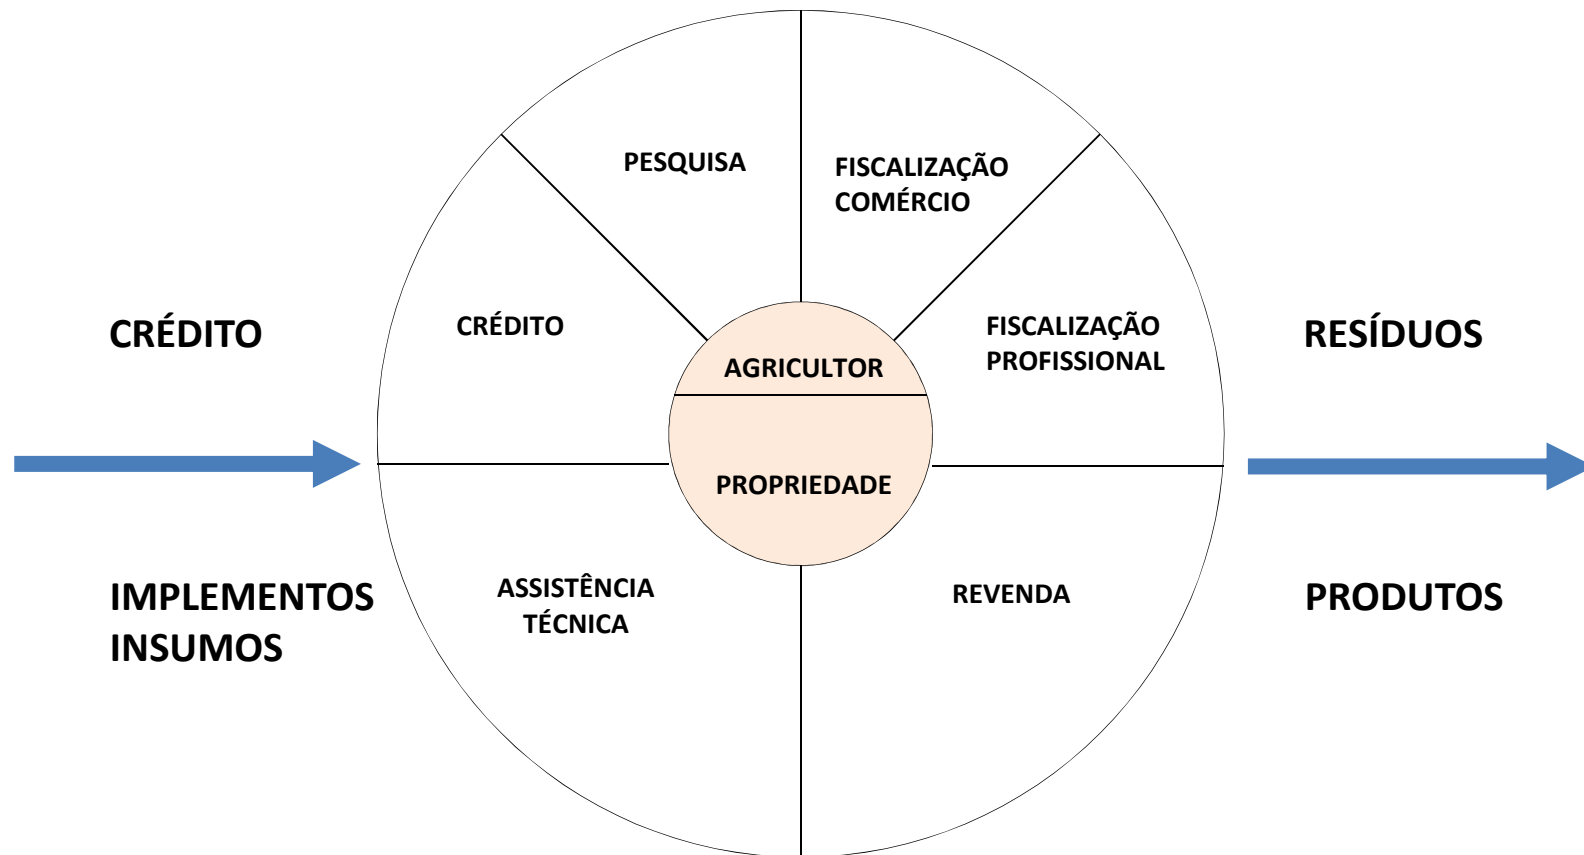 PESQUISA
FISCALIZAÇÃO
COMÉRCIO
CRÉDITO
CRÉDITO
FISCALIZAÇÃO
PROFISSIONAL
RESÍDUOS
AGRICULTOR
PROPRIEDADE
IMPLEMENTOS
INSUMOS
ASSISTÊNCIA
TÉCNICA
REVENDA
PRODUTOS